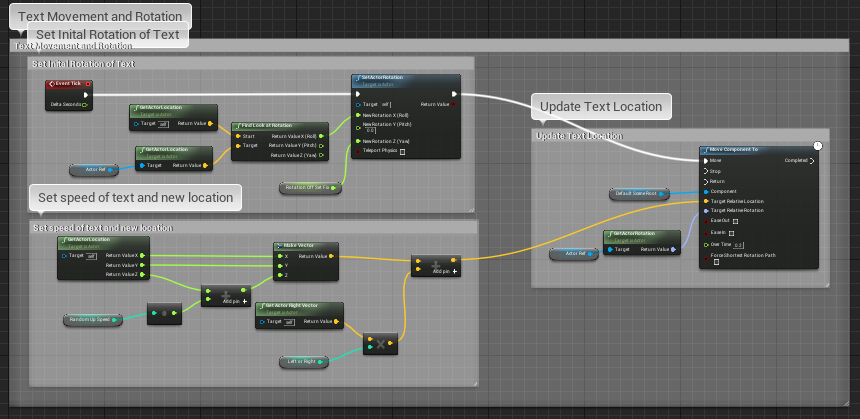 Text Movement and Rotation
Set Inital Rotation of Text
Text Movement and Rotation
Set Inital Rotation of Text
Event Tick
Delta Seconds
GetActorLocation
Target is Actor
Target self Return Value
GetActorLocation
Target is Actor
Target Return Value
Actor Ref
Find Look at Rotation
Start Return Value X (Roll)
Target Return Value Y (Pitch)
Return Value Z (Yaw)
SetActorRotation
Target is Actor
Target self Return Value
New Rotation X (Roll)
New Rotation Y (Pitch)
0.0
New Rotation Z (Yaw)
Teleport Physics
Rotation Off Set Fix
Update Text Location
Update Text Location
Move Component To
Move Completed
Stop
Return
Component
Target Relative Location
Target Relative Rotation
Ease Out
Ease In
Over Time 0.2
Force Shortest Rotation Path
Default Scene Root
GetActorRotation
Target is Actor
Target Return Value
Actor Ref
Set speed of text and new location
Set speed of text and new location
GetActorLocation
Target is Actor
Target self Return Value X
Return Value Y
Return Value Z
Make Vector
X Return Value
Y
Z
Add pin
Add pin
Random Up Speed
Get Actor Right Vector
Target is Actor
Target self Return Value
Left or Right